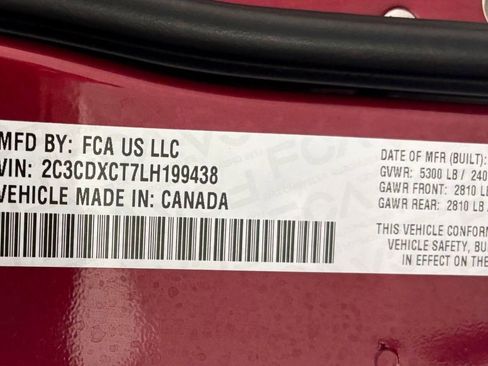 MFD BY: FCA US LLC
VIN: 2C3CDXCT7LH199438
VEHICLE MADE IN: CANADA
DATE OF MFR (BUILT):
GVWR: 5300 LB / 240
GAWR FRONT: 2810 LB
GAWR REAR: 2810 LB /
THIS VEHICLE CONFORM
VEHICLE SAFETY, BU
IN EFFECT ON THE